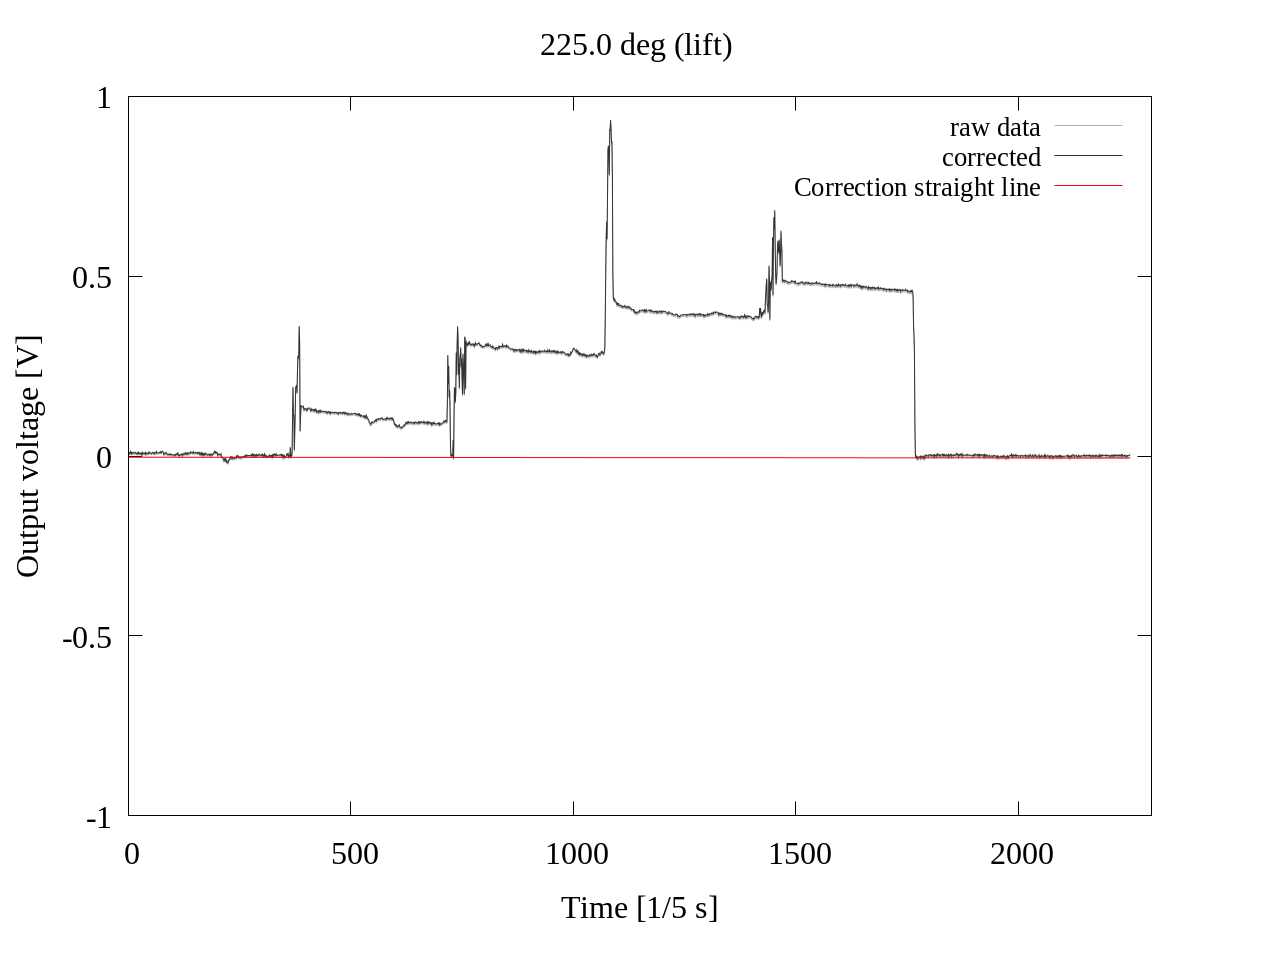 225.0 deg (lift)
1
0.5
0
-0.5
-1
Output voltage [V]
raw data
corrected
Correction straight line
0 500 1000 1500 2000
Time [1/5 s]